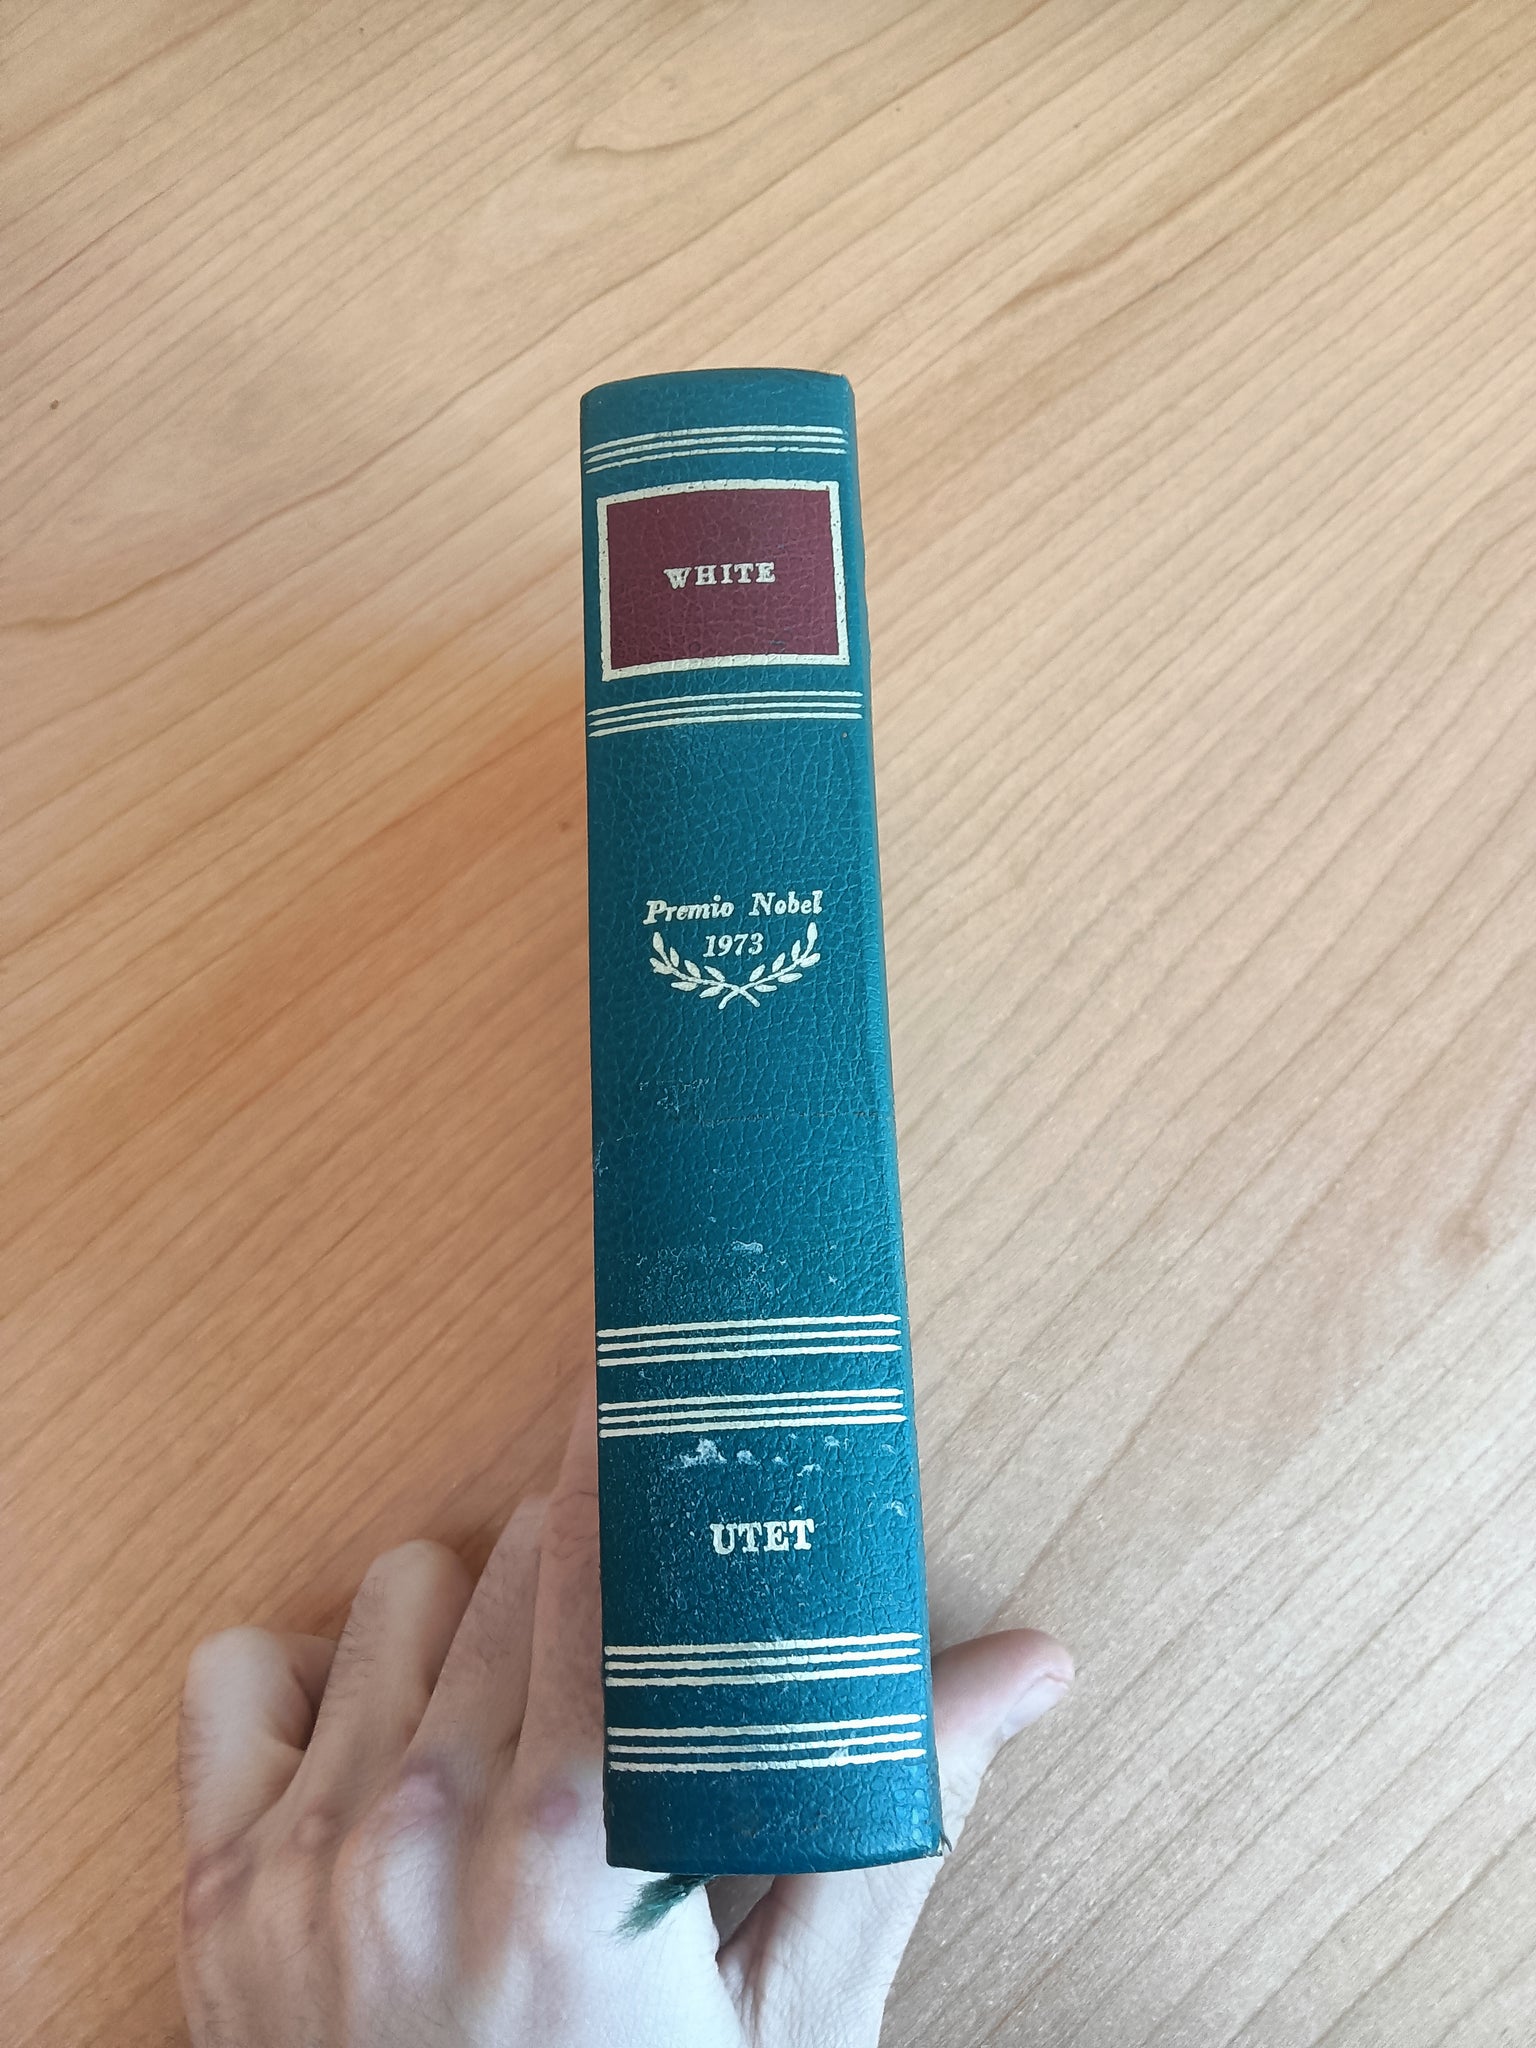 WHITE
Premio Nobel
1973
UTET